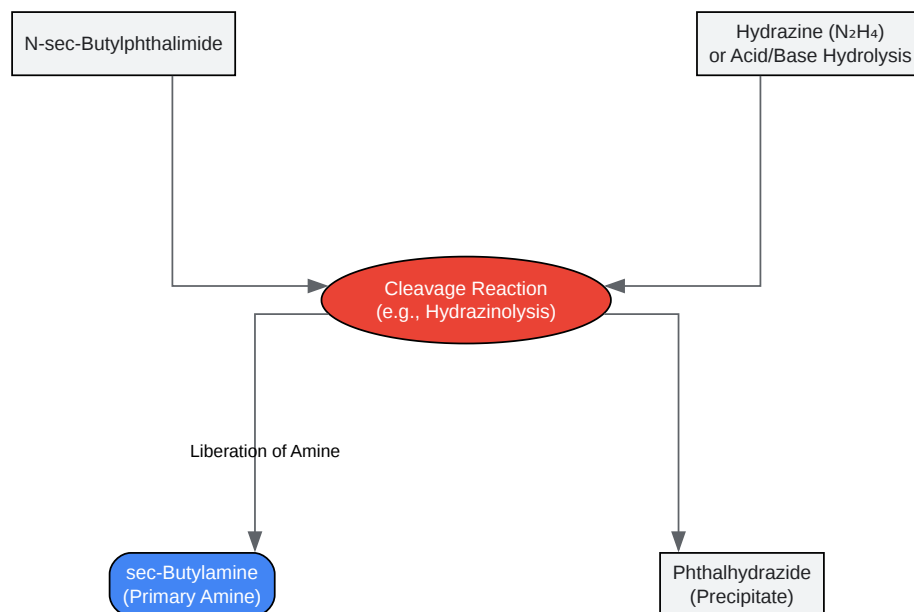 N-sec-Butylphthalimide
Hydrazine (N₂H₄)
or Acid/Base Hydrolysis
Cleavage Reaction
(e.g., Hydrazinolysis)
Liberation of Amine
sec-Butylamine
(Primary Amine)
Phthalhydrazide
(Precipitate)